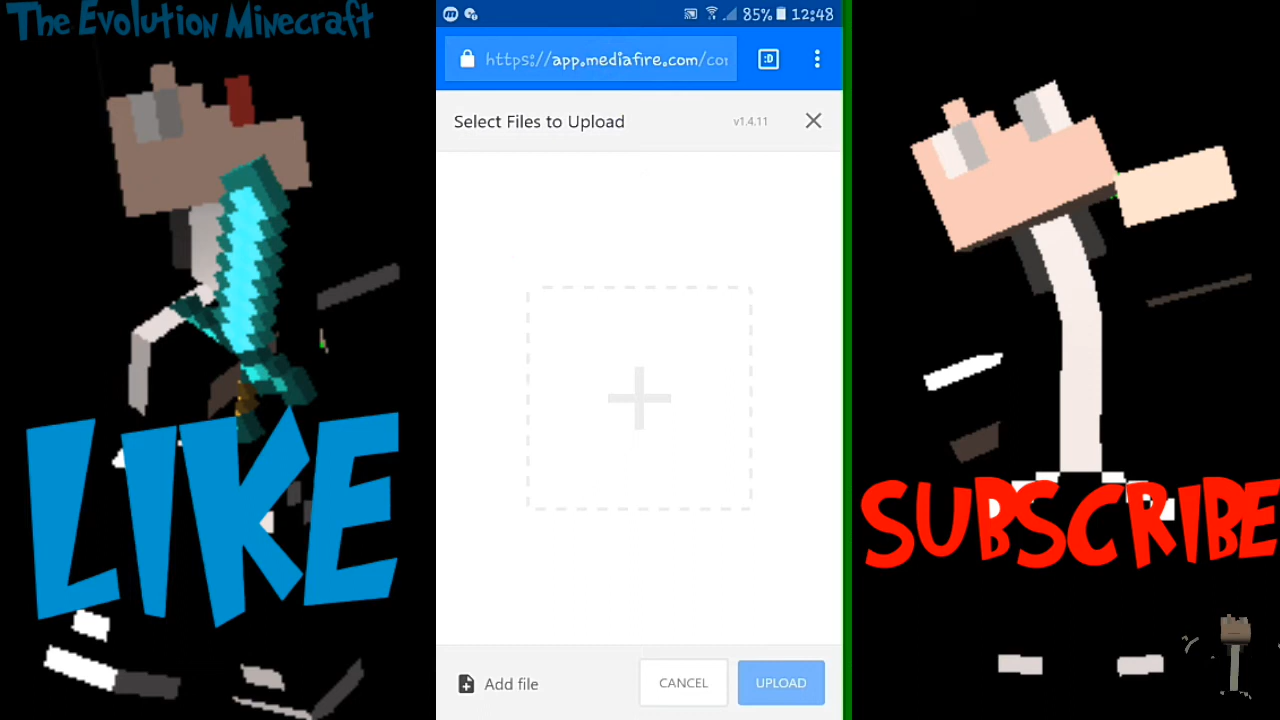 The Evolution Minecraft
85% 12:48
https://app.mediafire.com/co
:D
Select Files to Upload
v1.4.11
LIKE
SUBSCRIBE
Add file
CANCEL
UPLOAD